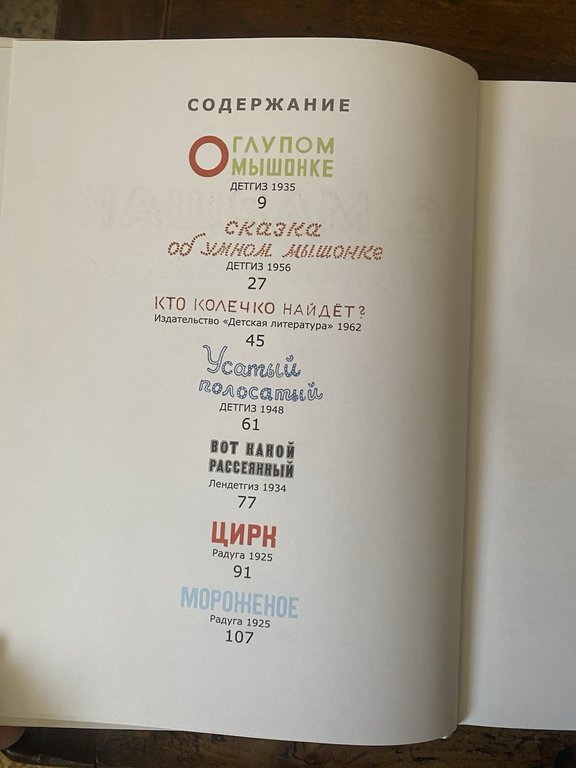 СОДЕРЖАНИЕ
О ГЛУПОМ
МЫШОНКЕ
ДЕТГИЗ 1935
9
сказка
об умном мышонке
ДЕТГИЗ 1956
27
КТО КОЛЕЧКО НАЙДЁТ?
Издательство «Детская литература» 1962
45
Усатый
полосатый
ДЕТГИЗ 1948
61
ВОТ КАКОЙ
РАССЕЯННЫЙ
Лендетгиз 1934
77
ЦИРК
Радуга 1925
91
МОРОЖЕНОЕ
Радуга 1925
107